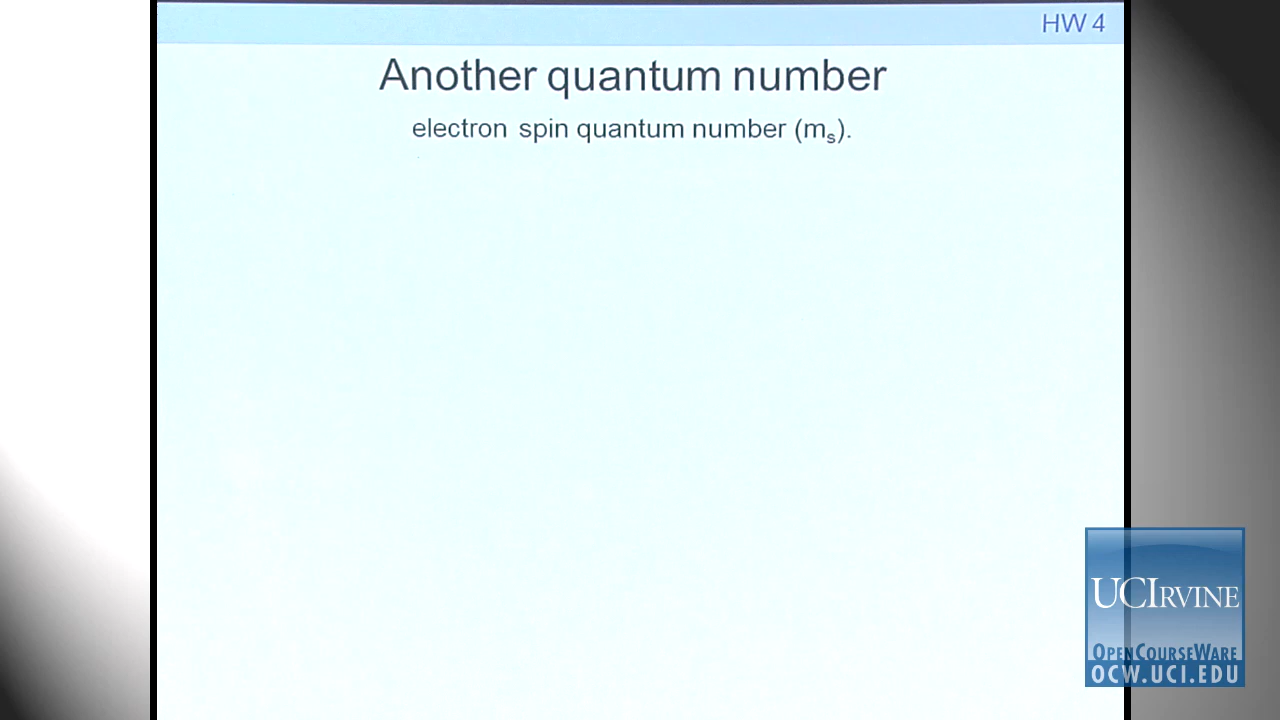 HW 4
Another quantum number
electron spin quantum number (mₛ).
UCIRVINE
OPENCOURSEWARE
OCW.UCI.EDU